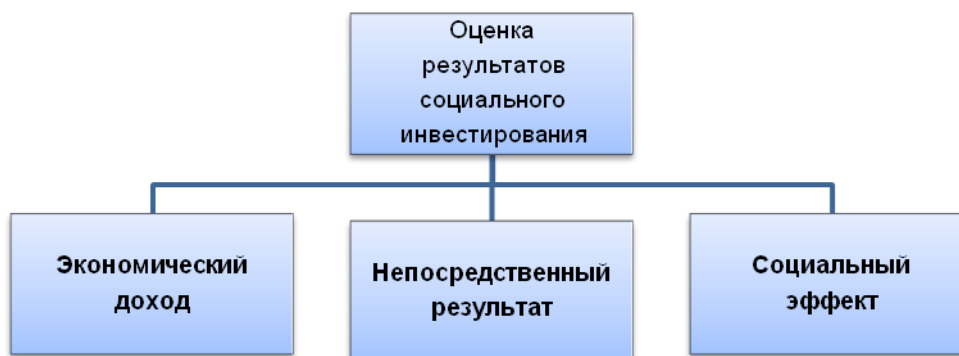 Оценка
результатов
социального
инвестирования
Экономический
доход
Непосредственный
результат
Социальный
эффект